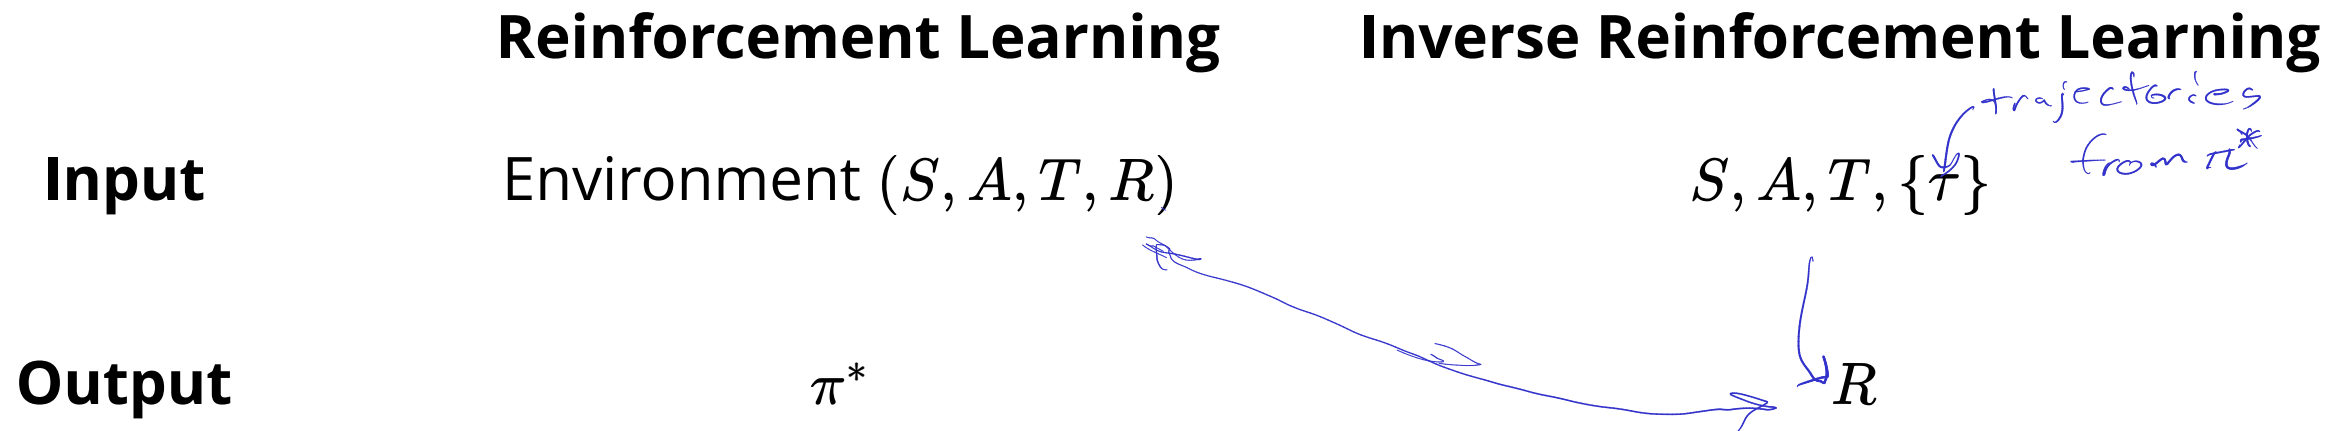 Reinforcement Learning Inverse Reinforcement Learning
trajectories
from π*
Input Environment (S, A, T, R) S, A, T, {τ}
Output π* R